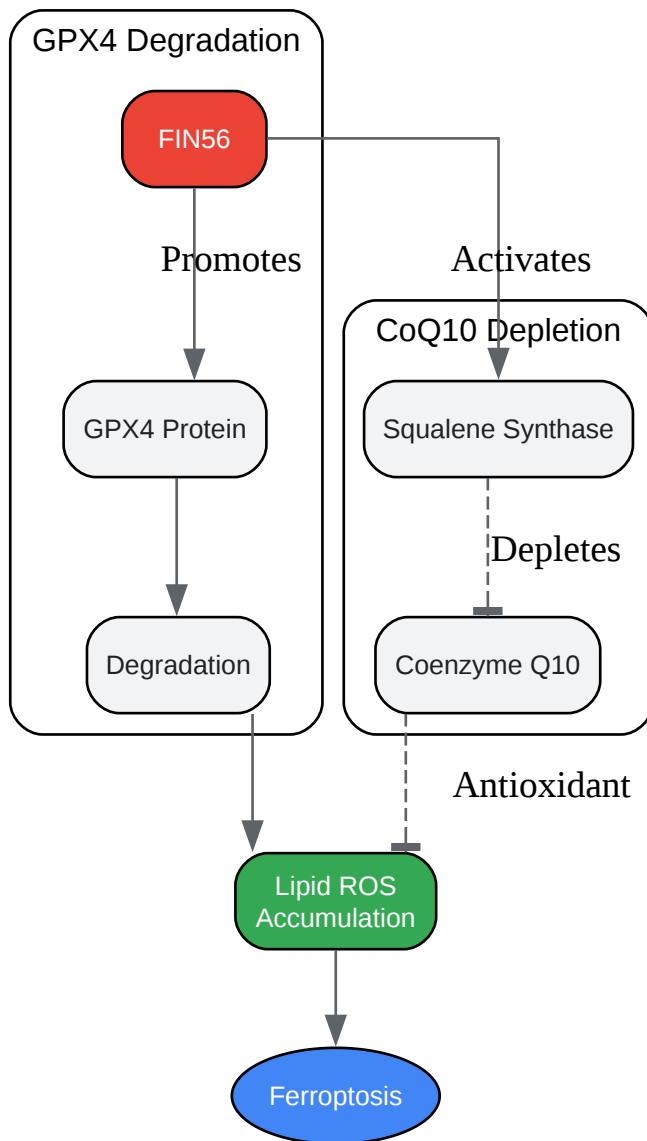 GPX4 Degradation
FIN56
Promotes
Activates
CoQ10 Depletion
GPX4 Protein
Squalene Synthase
Depletes
Degradation
Coenzyme Q10
Antioxidant
Lipid ROS
Accumulation
Ferroptosis